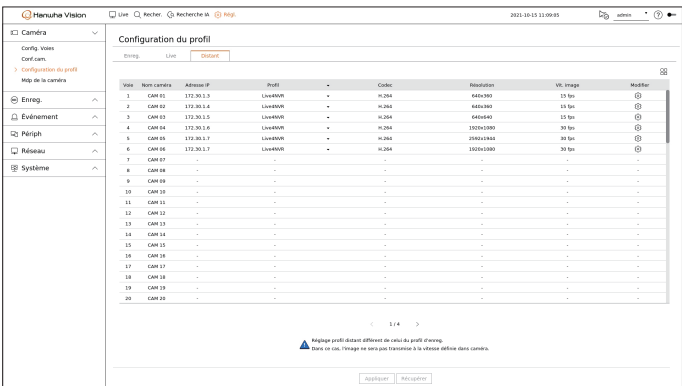 Hanwha Vision
Live Recher. Recherche IA Régl. 2021-10-15 11:09:05 admin
Caméra
Config. Voies
Conf.cam.
> Configuration du profil
Mdp de la caméra
Enreg.
Événement
Périph
Réseau
Système
Configuration du profil
Enreg. Live Distant
Voie Nom caméra Adresse IP Profil Codec Résolution Vit. image Modifier
1 CAM 01 172.30.1.3 Live4NVR H.264 640x360 15 fps
2 CAM 02 172.30.1.4 Live4NVR H.264 640x360 15 fps
3 CAM 03 172.30.1.5 Live4NVR H.264 640x640 15 fps
4 CAM 04 172.30.1.6 Live4NVR H.264 1920x1080 30 fps
5 CAM 05 172.30.1.7 Live4NVR H.264 2592x1944 30 fps
6 CAM 06 172.30.1.7 Live4NVR H.264 1920x1080 30 fps
7 CAM 07 - - - - - -
8 CAM 08 - - - - - -
9 CAM 09 - - - - - -
10 CAM 10 - - - - - -
11 CAM 11 - - - - - -
12 CAM 12 - - - - - -
13 CAM 13 - - - - - -
14 CAM 14 - - - - - -
15 CAM 15 - - - - - -
16 CAM 16 - - - - - -
17 CAM 17 - - - - - -
18 CAM 18 - - - - - -
19 CAM 19 - - - - - -
20 CAM 20 - - - - - -
< 1 / 4 >
Réglage profil distant différent de celui du profil d'enreg.
Dans ce cas, l'image ne sera pas transmise à la vitesse définie dans caméra.
Appliquer Récupérer